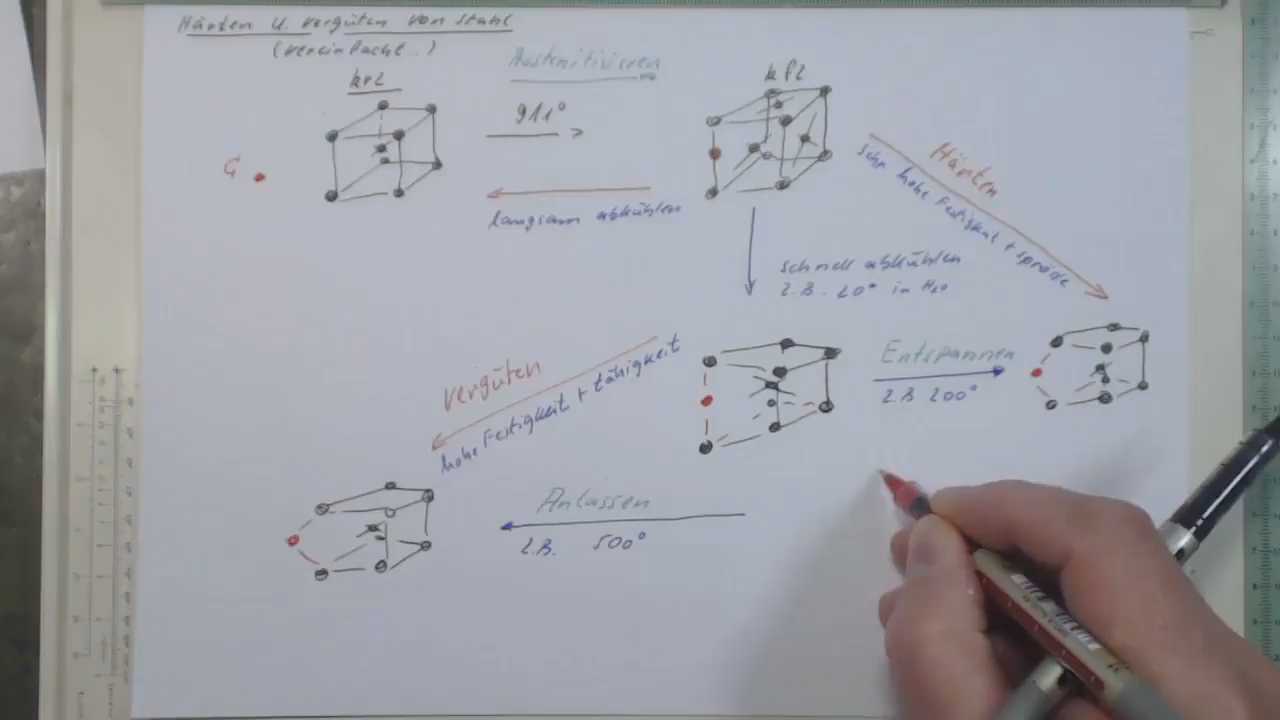 Härten u. vergüten von Stahl
(vereinfacht..)
krz
Austenitisieren
kfz
911°
C
langsam abkühlen
Härten
sehr hohe Festigkeit + spröde
schnell abkühlen
z.B. 20° in H₂O
Entspannen
z.B 200°
vergüten
hohe Festigkeit + zähigkeit
Anlassen
z.B. 500°